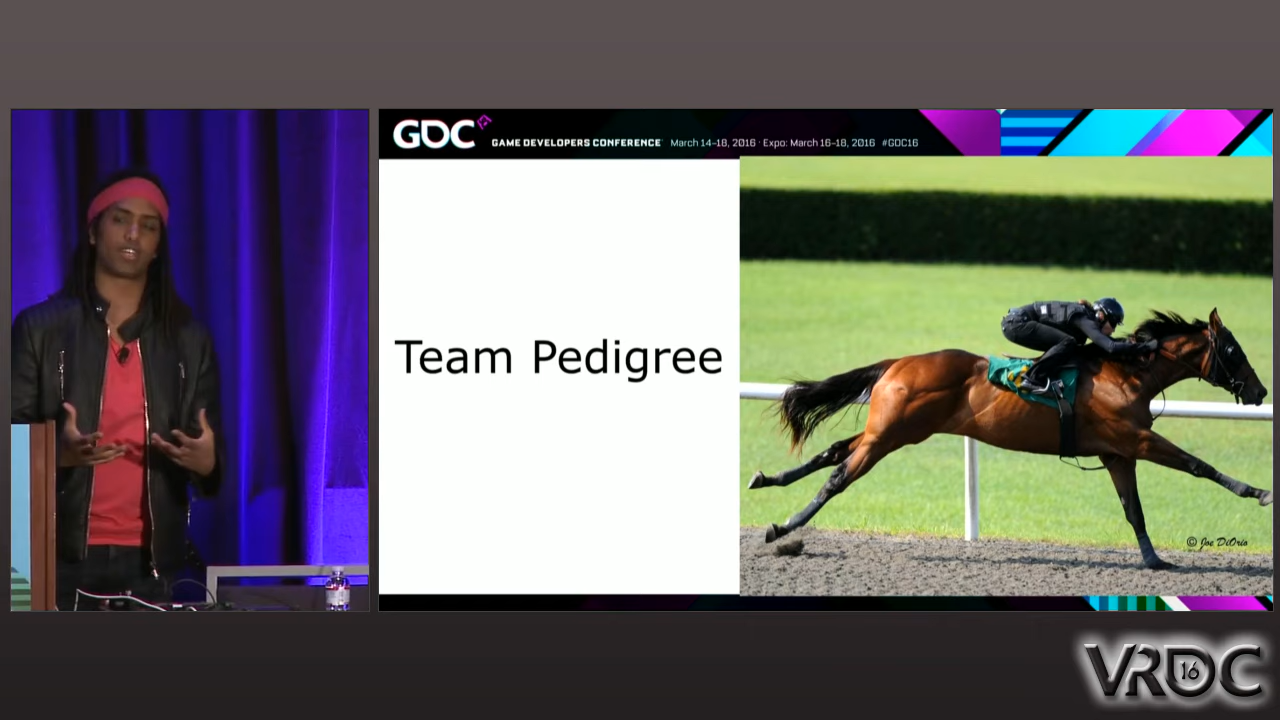 GDC
GAME DEVELOPERS CONFERENCE March 14-18, 2016 · Expo: March 16-18, 2016 #GDC16
Team Pedigree
© Joe DiOrio
VRDC
16